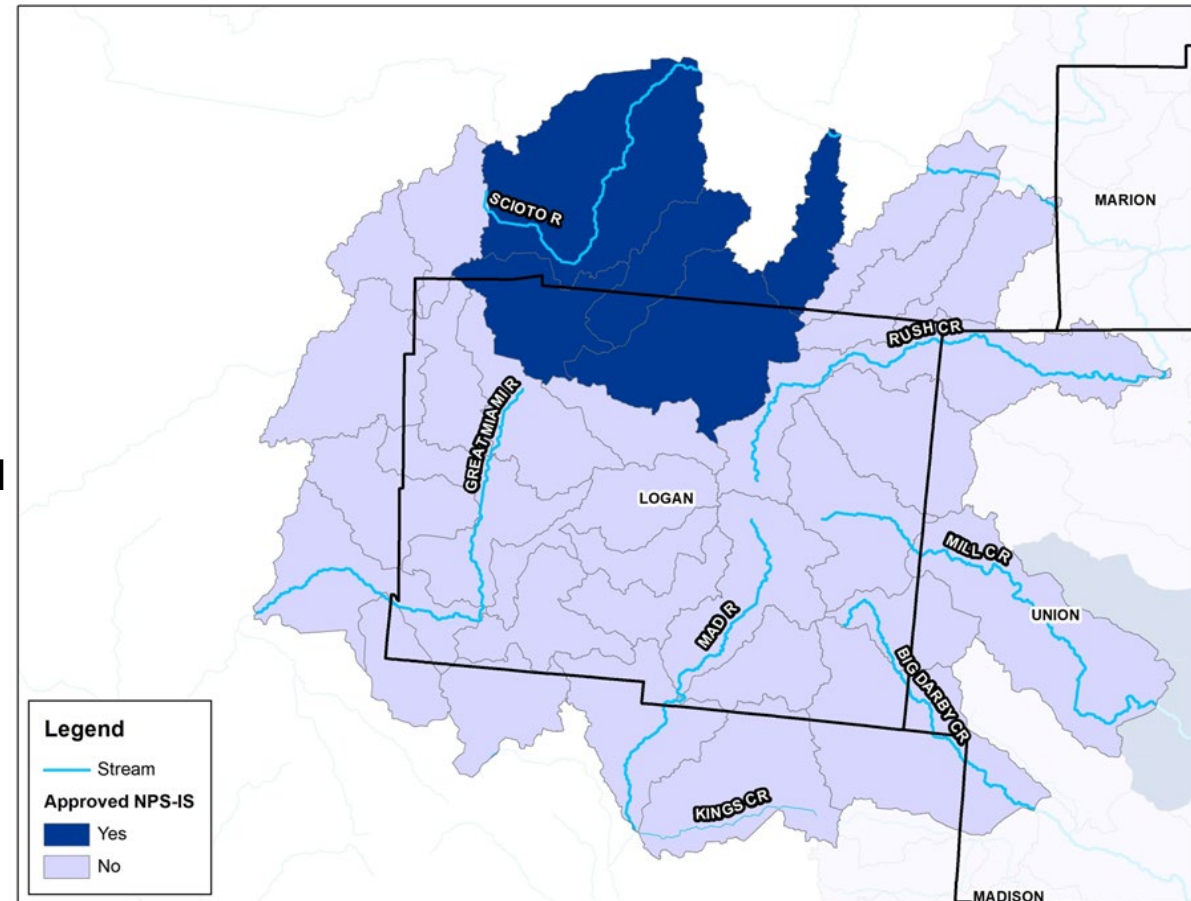 MARION
SCIOTO R
RUSH CR
GREAT MIAMI R
LOGAN
MILL CR
UNION
MAD R
BIG DARBY CR
KINGS CR
MADISON
Legend
Stream
Approved NPS-IS
Yes
No